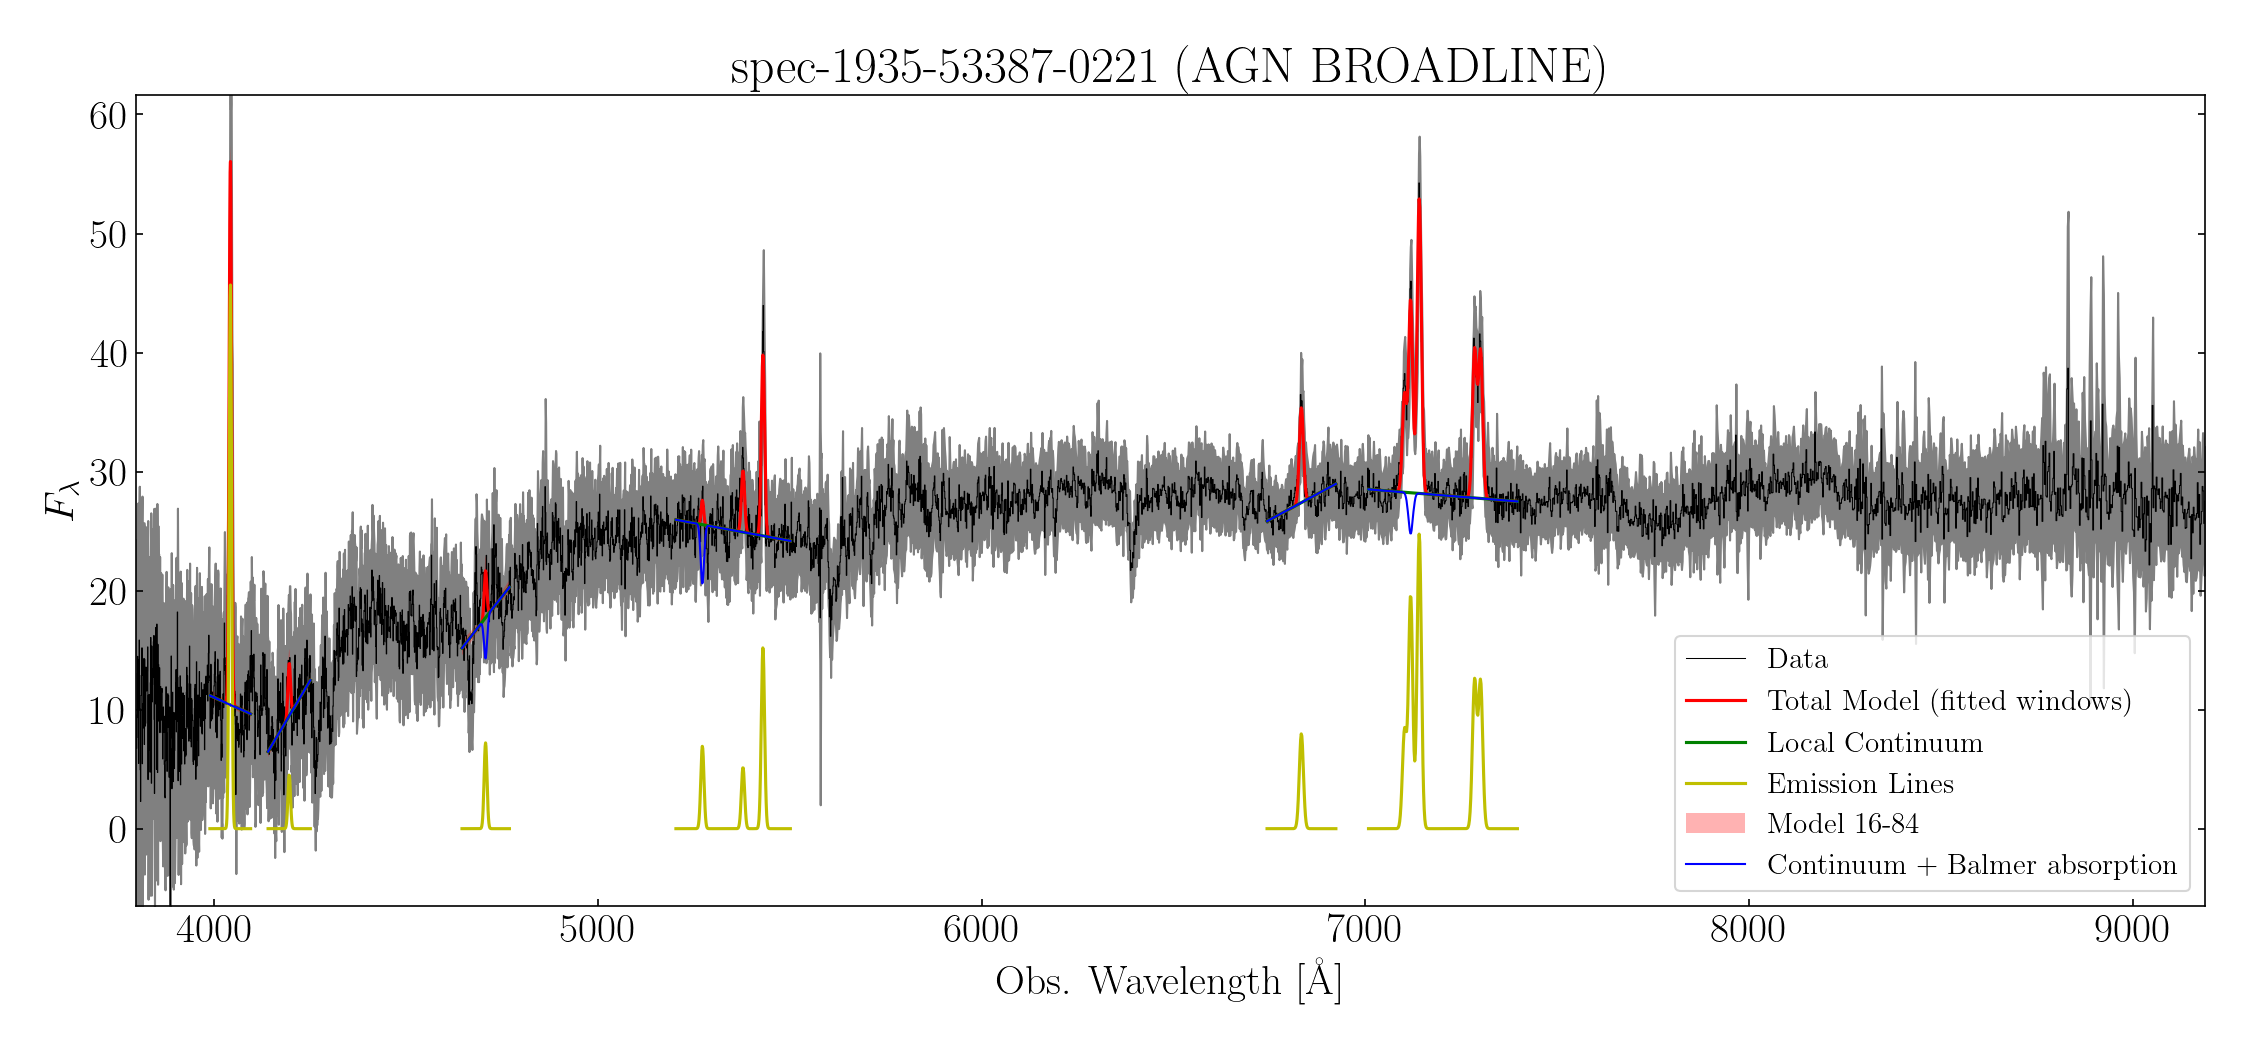 spec-1935-53387-0221 (AGN BROADLINE)
60
50
40
30
20
10
0
F_λ
4000 5000 6000 7000 8000 9000
Obs. Wavelength [Å]
Data
Total Model (fitted windows)
Local Continuum
Emission Lines
Model 16-84
Continuum + Balmer absorption